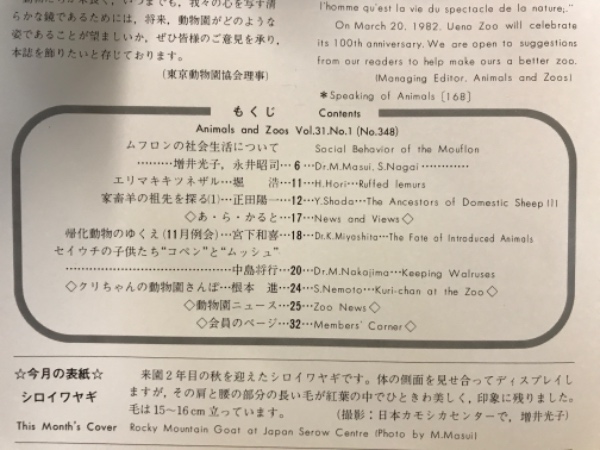 らかな鏡であるためには，将来，動物園がどのような
姿であることが望ましいか，ぜひ皆様のご意見を承り，
本誌を飾りたいと存じております。
（東京動物園協会理事）
l'homme qu'est la vie du spectacle de la nature;."
On March 20, 1982. Ueno Zoo will celebrate
its 100th anniversary. We are open to suggestions
from our readers to help make ours a better zoo.
(Managing Editor, Animals and Zoos)
＊Speaking of Animals [168]
もくじ Contents
Animals and Zoos Vol.31.No.1 (No.348)
ムフロンの社会生活について Social Behavior of the Mouflon
………増井光子，永井昭司…6…Dr.M.Masui, S.Nagai…………
エリマキキツネザル…堀 浩…11…H.Hori…Ruffed lemurs
家畜羊の祖先を探る(1)…正田陽一…12…Y.Shoda…The Ancestors of Domestic Sheep(1)
◇あ・ら・かると…17…News and Views◇
帰化動物のゆくえ(11月例会)…宮下和喜…18…Dr.K.Miyashita…The Fate of Introduced Animals
セイウチの子供たち“コペン”と“ムッシュ”
………………………………中島将行…20…Dr.M.Nakajima…Keeping Walruses
◇クリちゃんの動物園さんぽ…根本 進…24…S.Nemoto…Kuri-chan at the Zoo◇
◇動物園ニュース…25…Zoo News◇
◇会員のページ…32…Members' Corner◇
☆今月の表紙☆
シロイワヤギ
This Month's Cover
来園2年目の秋を迎えたシロイワヤギです。体の側面を見せ合ってディスプレイし
ますが，その肩と腰の部分の長い毛が紅葉の中でひときわ美しく，印象に残りました。
毛は15～16cm立っています。（撮影：日本カモシカセンターで，増井光子）
Rocky Mountain Goat at Japan Serow Centre (Photo by M.Masui)